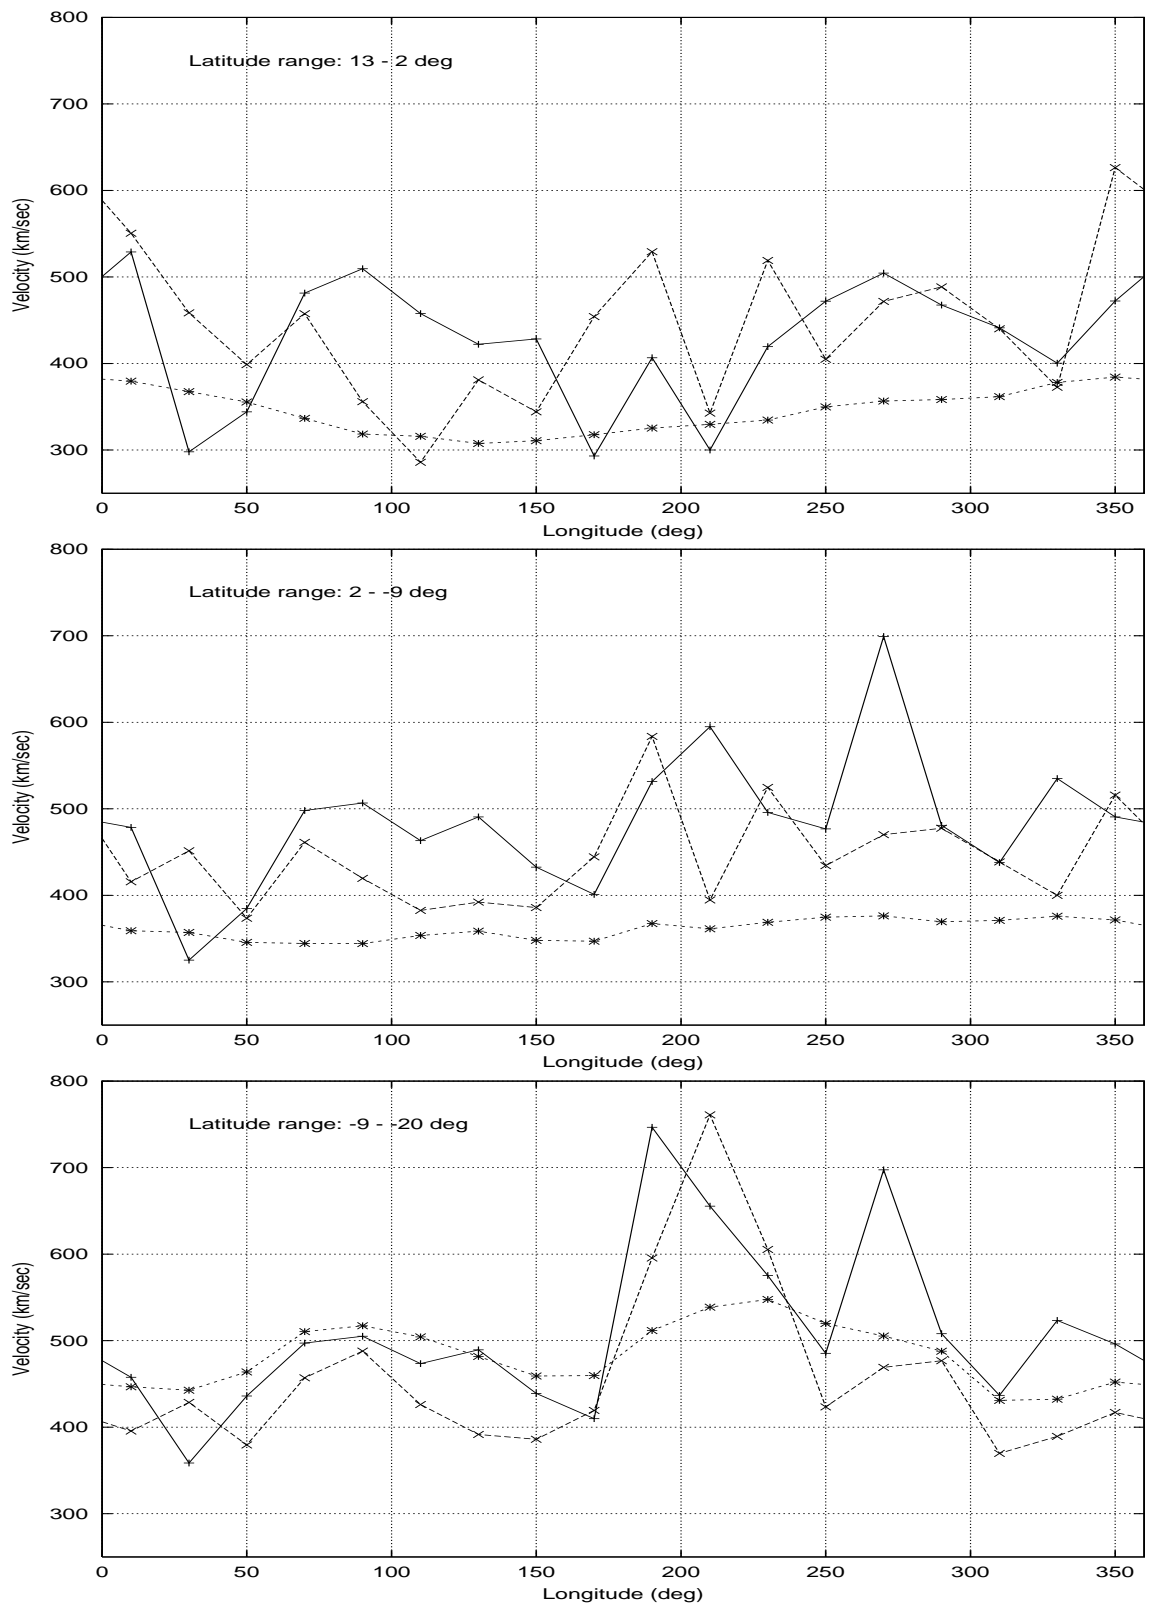 800
Latitude range: 13 - 2 deg
700
600
Velocity (km/sec)
500
400
300
0 50 100 150 200 250 300 350
Longitude (deg)
800
Latitude range: 2 - -9 deg
700
600
Velocity (km/sec)
500
400
300
0 50 100 150 200 250 300 350
Longitude (deg)
800
Latitude range: -9 - -20 deg
700
600
Velocity (km/sec)
500
400
300
0 50 100 150 200 250 300 350
Longitude (deg)